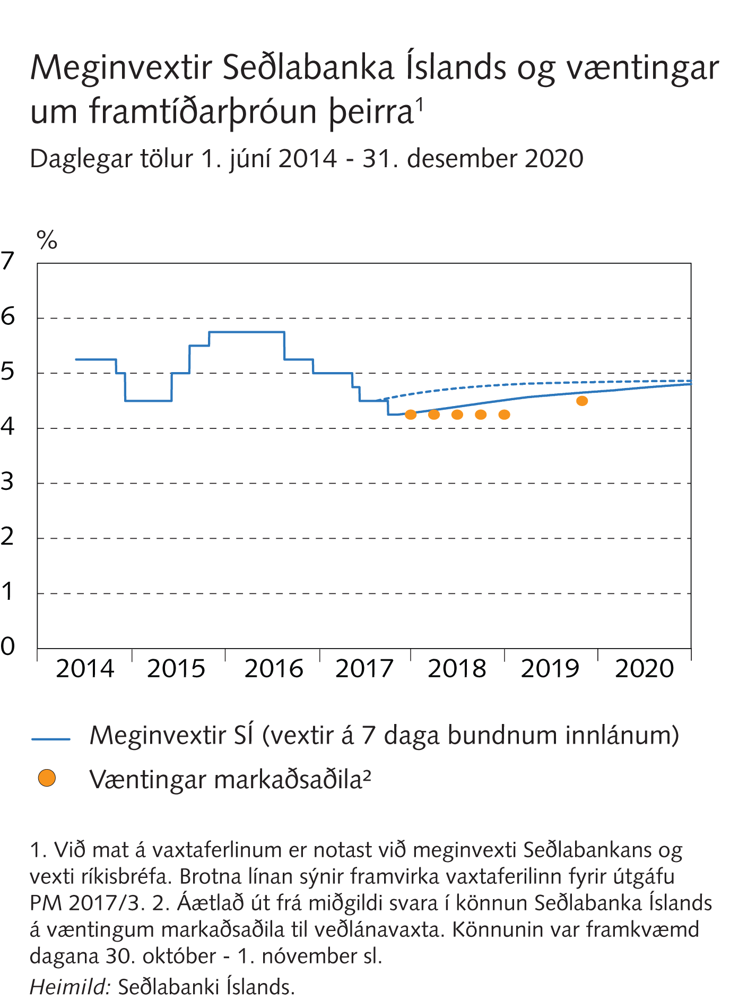 Meginvextir Seðlabanka Íslands og væntingar
um framtíðarþróun þeirra¹
Daglegar tölur 1. júní 2014 - 31. desember 2020
%
7
6
5
4
3
2
1
0
2014 2015 2016 2017 2018 2019 2020
Meginvextir SÍ (vextir á 7 daga bundnum innlánum)
Væntingar markaðsaðila²
1. Við mat á vaxtaferlinum er notast við meginvexti Seðlabankans og
vexti ríkisbréfa. Brotna línan sýnir framvirka vaxtaferilinn fyrir útgáfu
PM 2017/3. 2. Áætlað út frá miðgildi svara í könnun Seðlabanka Íslands
á væntingum markaðsaðila til veðlánavaxta. Könnunin var framkvæmd
dagana 30. október - 1. nóvember sl.
Heimild: Seðlabanki Íslands.